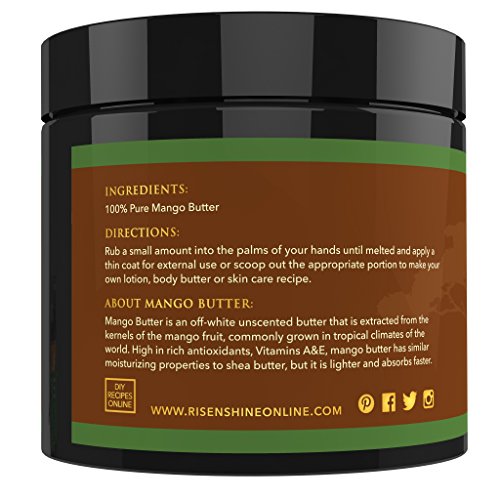 INGREDIENTS:
100% Pure Mango Butter
DIRECTIONS:
Rub a small amount into the palms of your hands until melted and apply a
thin coat for external use or scoop out the appropriate portion to make your
own lotion, body butter or skin care recipe.
ABOUT MANGO BUTTER:
Mango Butter is an off-white unscented butter that is extracted from the
kernels of the mango fruit, commonly grown in tropical climates of the
world. High in rich antioxidants, Vitamins A&E, mango butter has similar
moisturizing properties to shea butter, but it is lighter and absorbs faster.
DIY
RECIPES
ONLINE
WWW.RISENSHINEONLINE.COM